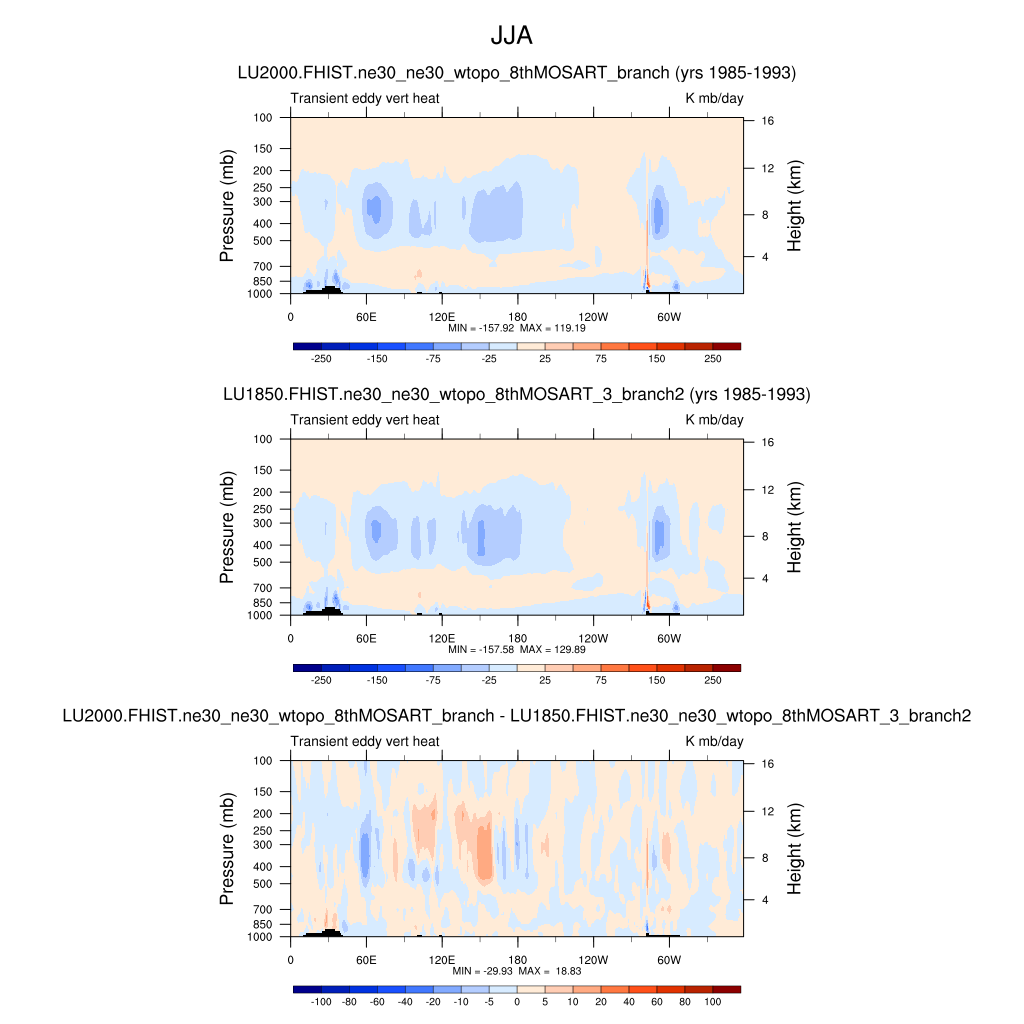 JJA
LU2000.FHIST.ne30_ne30_wtopo_8thMOSART_branch (yrs 1985-1993)
Transient eddy vert heat K mb/day
Pressure (mb)
100
150
200
250
300
400
500
700
850
1000
16
12
8
4
Height (km)
0 60E 120E 180 120W 60W
MIN = -157.92 MAX = 119.19
-250 -150 -75 -25 25 75 150 250
LU1850.FHIST.ne30_ne30_wtopo_8thMOSART_3_branch2 (yrs 1985-1993)
Transient eddy vert heat K mb/day
Pressure (mb)
100
150
200
250
300
400
500
700
850
1000
16
12
8
4
Height (km)
0 60E 120E 180 120W 60W
MIN = -157.58 MAX = 129.89
-250 -150 -75 -25 25 75 150 250
LU2000.FHIST.ne30_ne30_wtopo_8thMOSART_branch - LU1850.FHIST.ne30_ne30_wtopo_8thMOSART_3_branch2
Transient eddy vert heat K mb/day
Pressure (mb)
100
150
200
250
300
400
500
700
850
1000
16
12
8
4
Height (km)
0 60E 120E 180 120W 60W
MIN = -29.93 MAX = 18.83
-100 -80 -60 -40 -20 -10 -5 0 5 10 20 40 60 80 100